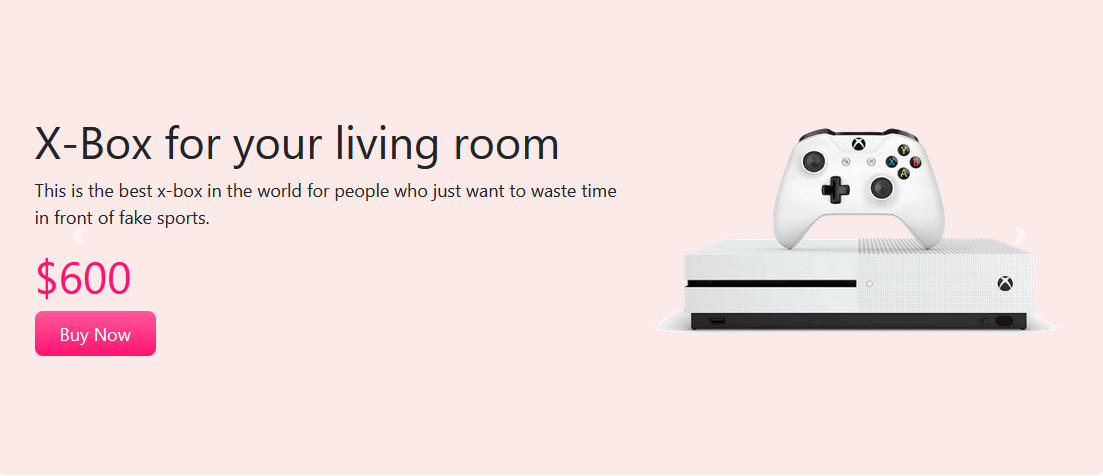 X-Box for your living room
This is the best x-box in the world for people who just want to waste time
in front of fake sports.
$600
Buy Now
Y
X
B
A